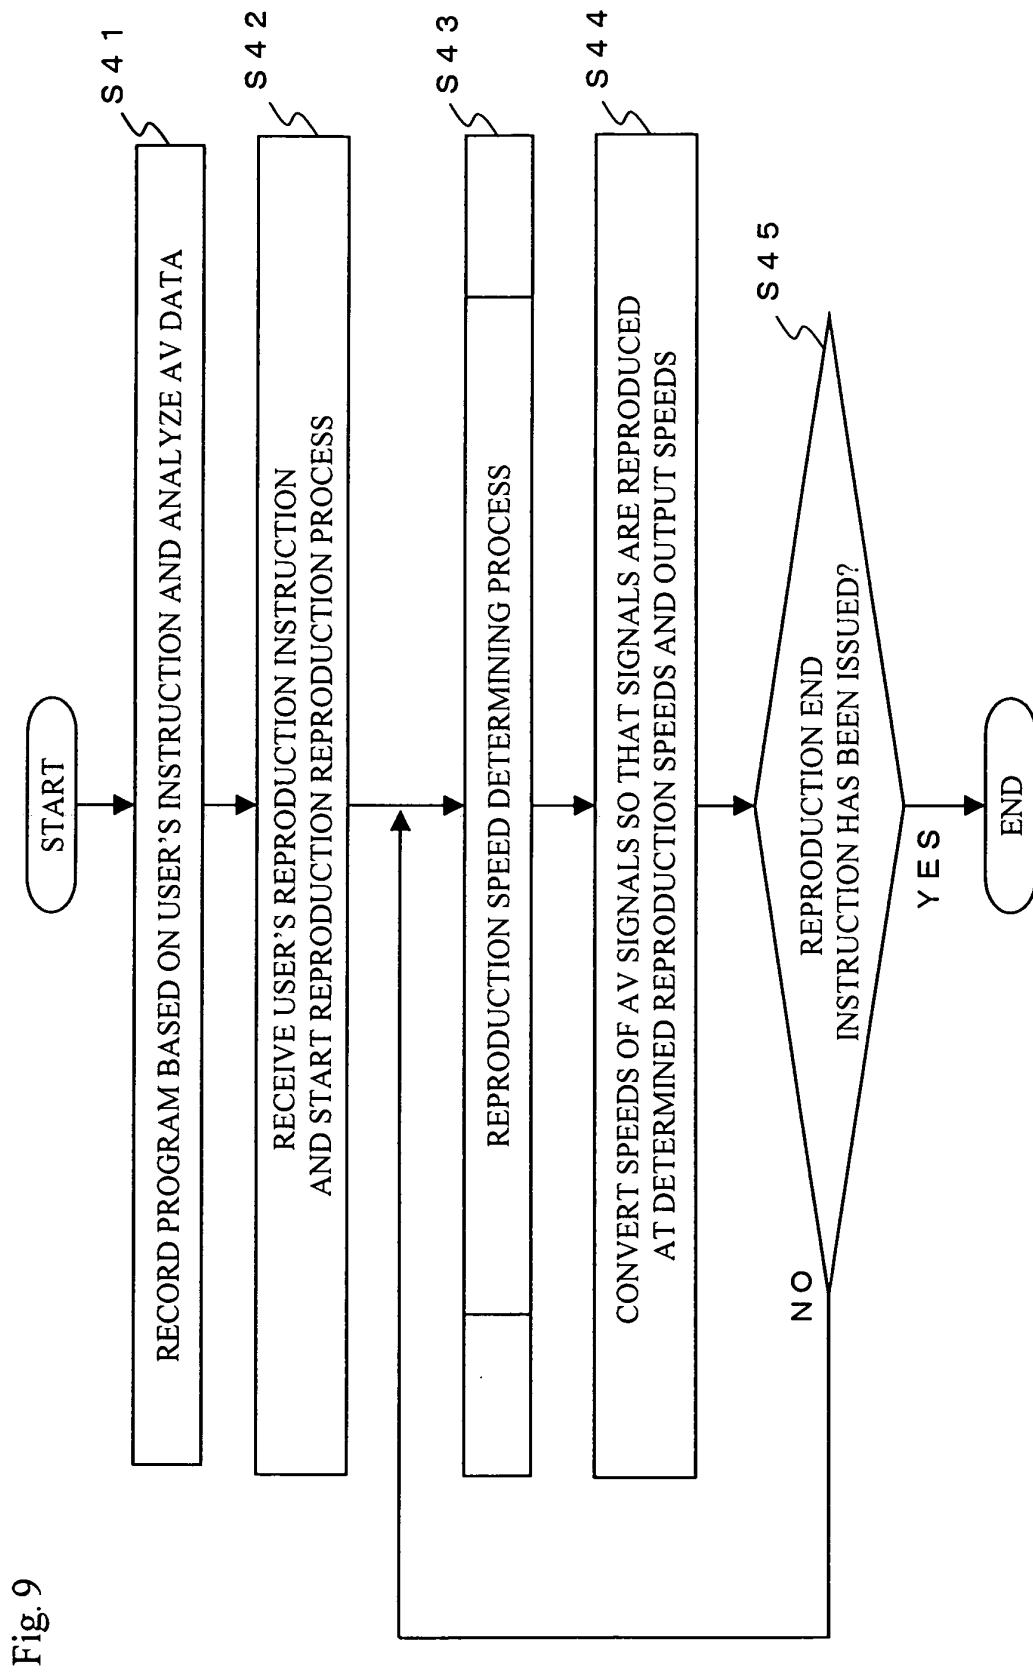 Fig. 9
START
RECORD PROGRAM BASED ON USER'S INSTRUCTION AND ANALYZE AV DATA
S41
RECEIVE USER'S REPRODUCTION INSTRUCTION
AND START REPRODUCTION REPRODUCTION PROCESS
S42
REPRODUCTION SPEED DETERMINING PROCESS
S43
CONVERT SPEEDS OF AV SIGNALS SO THAT SIGNALS ARE REPRODUCED
AT DETERMINED REPRODUCTION SPEEDS AND OUTPUT SPEEDS
S44
REPRODUCTION END
INSTRUCTION HAS BEEN ISSUED?
S45
NO
YES
END